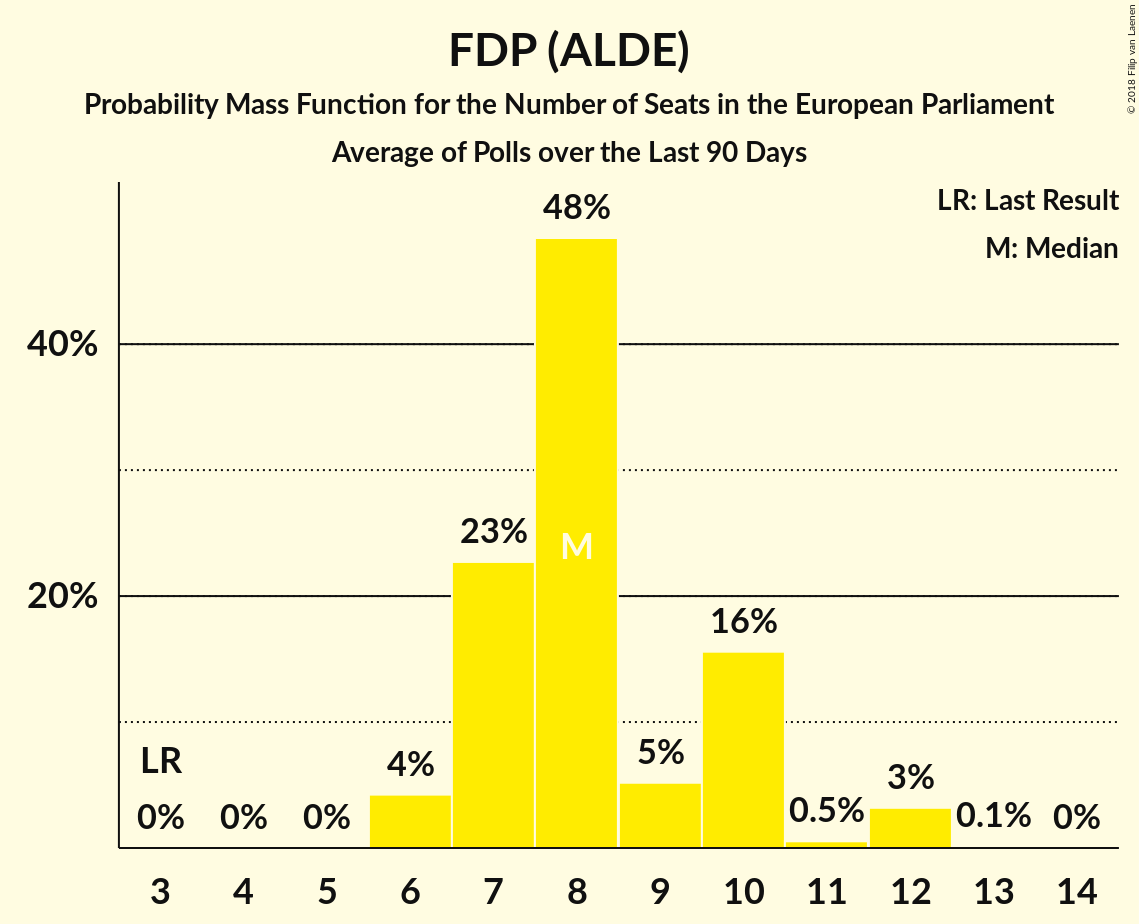 FDP (ALDE)
Probability Mass Function for the Number of Seats in the European Parliament
Average of Polls over the Last 90 Days
© 2018 Filip van Laenen
LR: Last Result
M: Median
48%
40%
23%
M
20%
16%
LR
4%
5%
3%
0%
0%
0%
0.5%
0.1%
0%
3 4 5 6 7 8 9 10 11 12 13 14